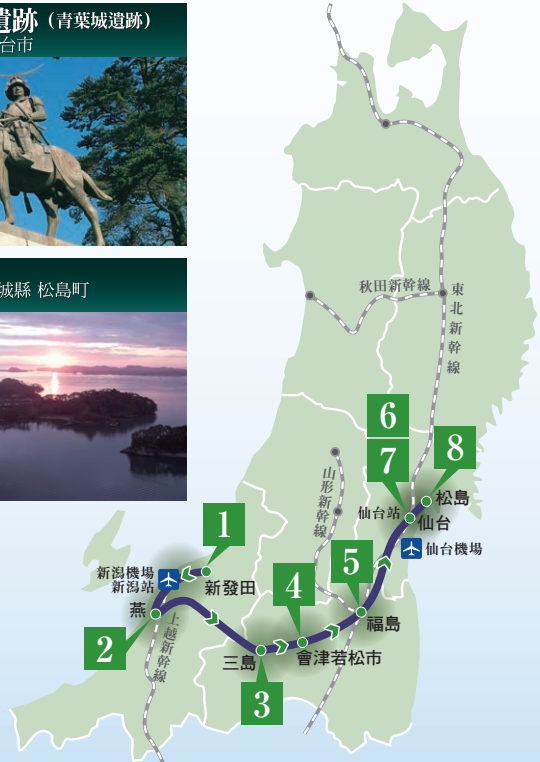 遺跡（青葉城遺跡）
台市
城縣 松島町
秋田新幹線
東北新幹線
山形新幹線
6
7
8
松島
仙台站
仙台
仙台機場
1
新潟機場
新潟站
新發田
燕
2
上越新幹線
三島
3
4
會津若松市
5
福島